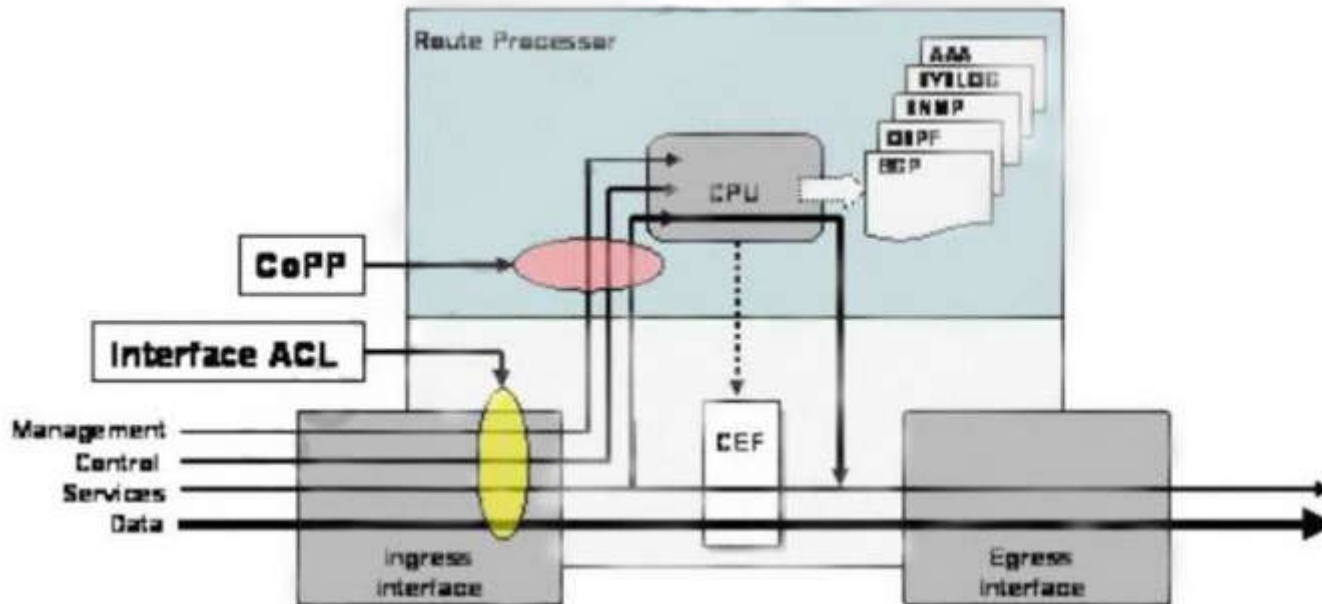 Route Processor
AAA
SYSLOG
SNMP
OSPF
BGP
CPU
CoPP
Interface ACL
Management
Control
Services
Data
CEF
Ingress
Interface
Egress
Interface